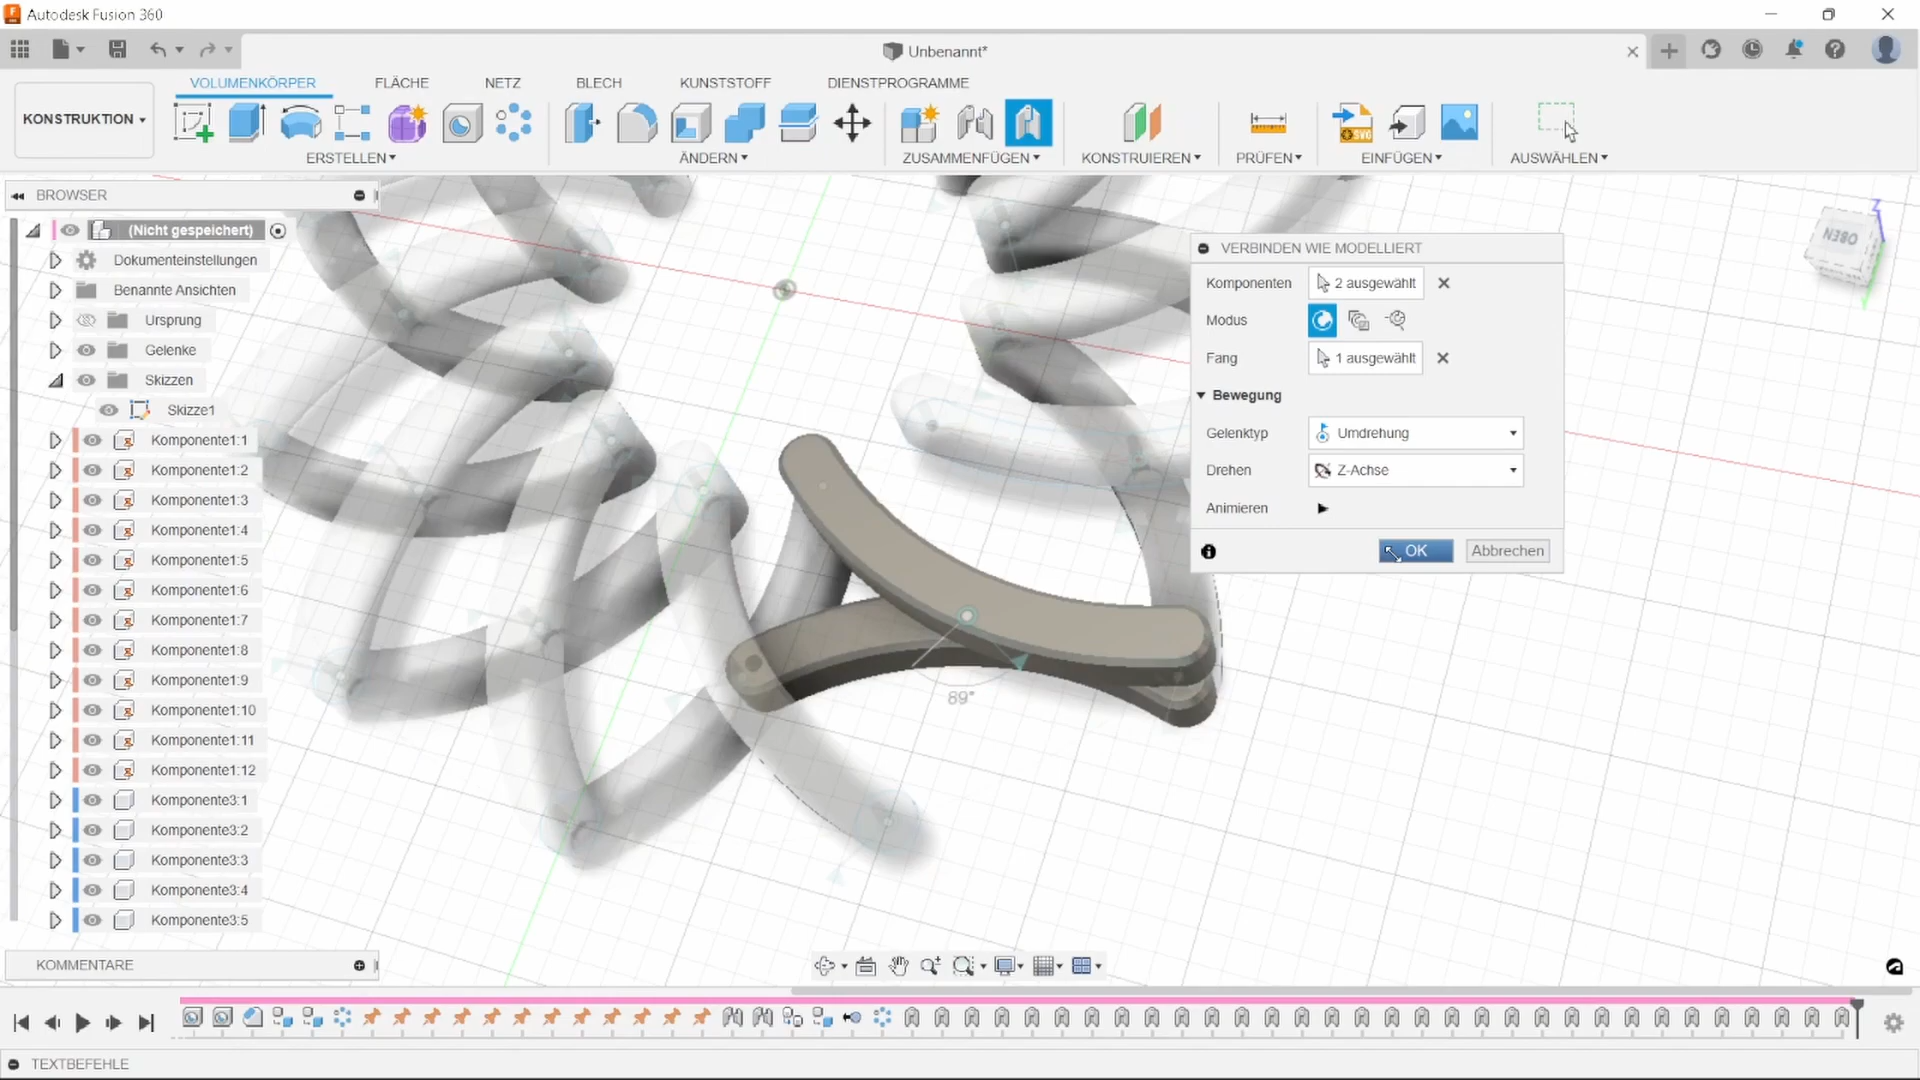 Autodesk Fusion 360
Unbenannt*
VOLUMENKÖRPER FLÄCHE NETZ BLECH KUNSTSTOFF DIENSTPROGRAMME
KONSTRUKTION
ERSTELLEN ÄNDERN ZUSAMMENFÜGEN KONSTRUIEREN PRÜFEN EINFÜGEN AUSWÄHLEN
SVG
BROWSER
(Nicht gespeichert)
Dokumenteinstellungen
Benannte Ansichten
Ursprung
Gelenke
Skizzen
Skizze1
Komponente1:1
Komponente1:2
Komponente1:3
Komponente1:4
Komponente1:5
Komponente1:6
Komponente1:7
Komponente1:8
Komponente1:9
Komponente1:10
Komponente1:11
Komponente1:12
Komponente3:1
Komponente3:2
Komponente3:3
Komponente3:4
Komponente3:5
VERBINDEN WIE MODELLIERT
Komponenten 2 ausgewählt
Modus
Fang 1 ausgewählt
Bewegung
Gelenktyp Umdrehung
Drehen Z-Achse
Animieren
OK Abbrechen
89°
Z
OBEN
KOMMENTARE
TEXTBEFEHLE